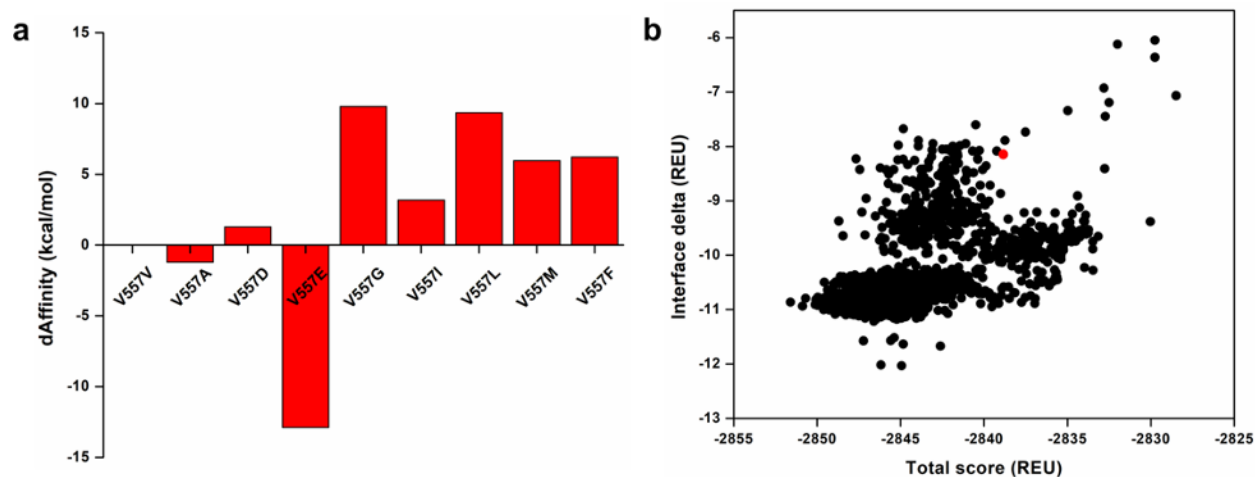 a
dAffinity (kcal/mol)
15
10
5
0
-5
-10
-15
V557V
V557A
V557D
V557E
V557G
V557I
V557L
V557M
V557F
b
Interface delta (REU)
-6
-7
-8
-9
-10
-11
-12
-13
-2855
-2850
-2845
-2840
-2835
-2830
-2825
Total score (REU)